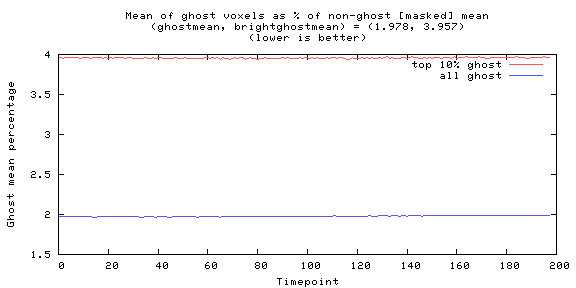 Mean of ghost voxels as % of non-ghost [masked] mean
(ghostmean, brightghostmean) = (1.978, 3.957)
(lower is better)
top 10% ghost
all ghost
4
3.5
3
2.5
2
1.5
Ghost mean percentage
0 20 40 60 80 100 120 140 160 180 200
Timepoint